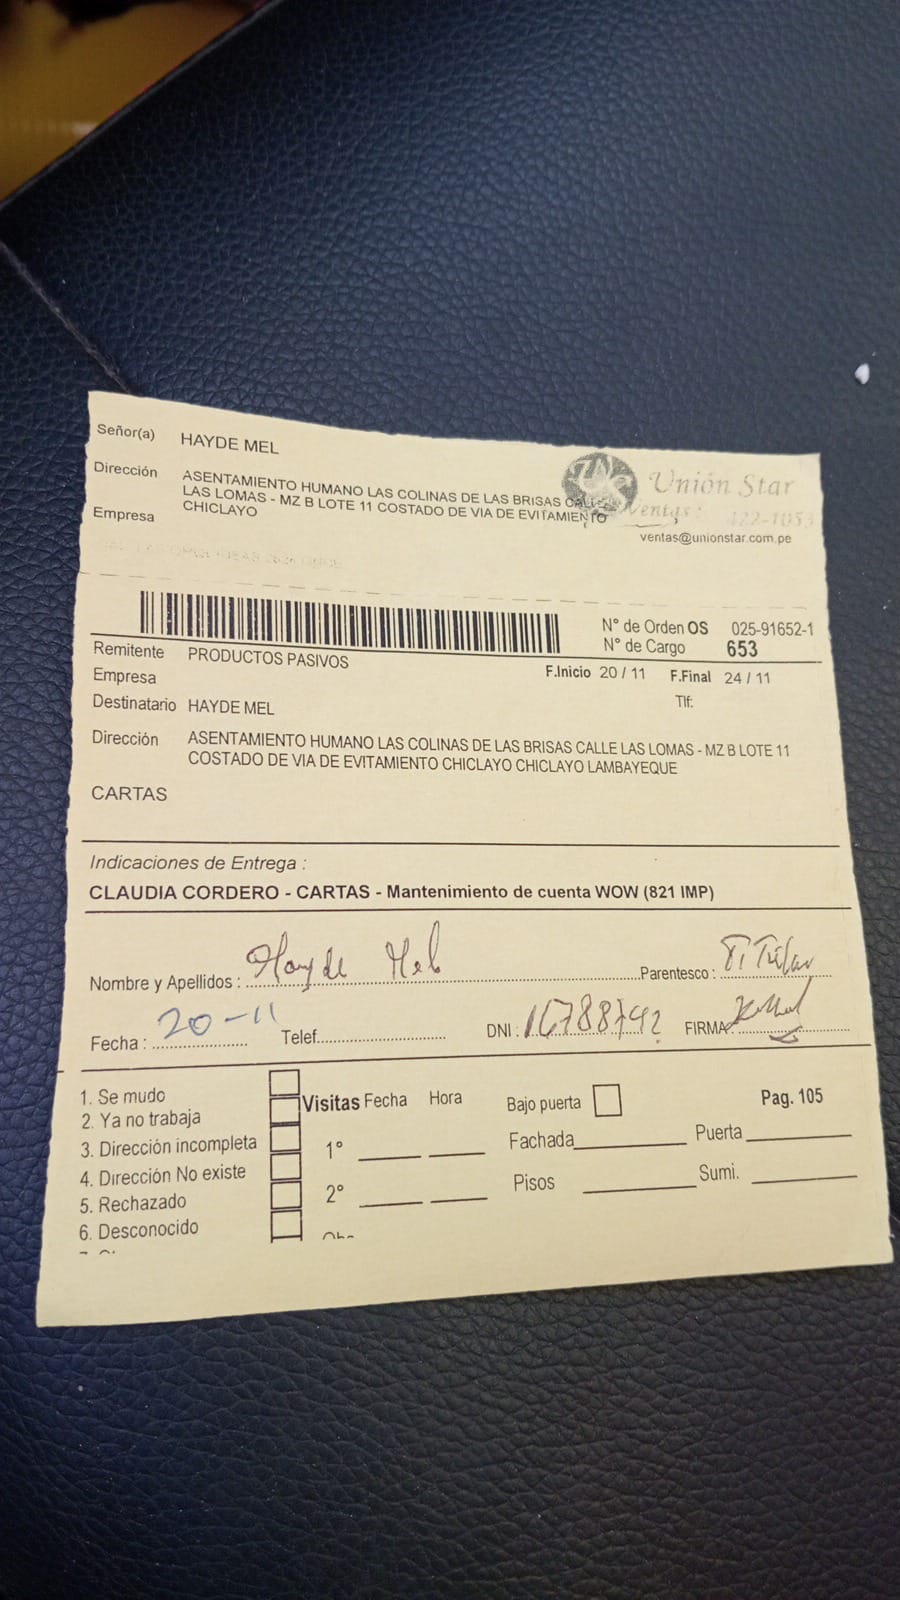 Señor(a) HAYDE MEL
Dirección ASENTAMIENTO HUMANO LAS COLINAS DE LAS BRISAS CALLE
LAS LOMAS - MZ B LOTE 11 COSTADO DE VIA DE EVITAMIENTO
Empresa CHICLAYO
Unión Star
Ventas: 422-1053
ventas@unionstar.com.pe
N° de Orden OS 025-91652-1
N° de Cargo 653
Remitente PRODUCTOS PASIVOS
F.Inicio 20 / 11 F.Final 24 / 11
Empresa
Tlf:
Destinatario HAYDE MEL
Dirección ASENTAMIENTO HUMANO LAS COLINAS DE LAS BRISAS CALLE LAS LOMAS - MZ B LOTE 11
COSTADO DE VIA DE EVITAMIENTO CHICLAYO CHICLAYO LAMBAYEQUE
CARTAS
Indicaciones de Entrega :
CLAUDIA CORDERO - CARTAS - Mantenimiento de cuenta WOW (821 IMP)
Nombre y Apellidos : Hayde Mel Parentesco : Titular
Fecha : 20-11 Telef. DNI : 16788792 FIRMA
1. Se mudo
2. Ya no trabaja
3. Dirección incompleta
4. Dirección No existe
5. Rechazado
6. Desconocido
Visitas Fecha Hora
1°
2°
Bajo puerta
Pag. 105
Fachada Puerta
Pisos Sumi.